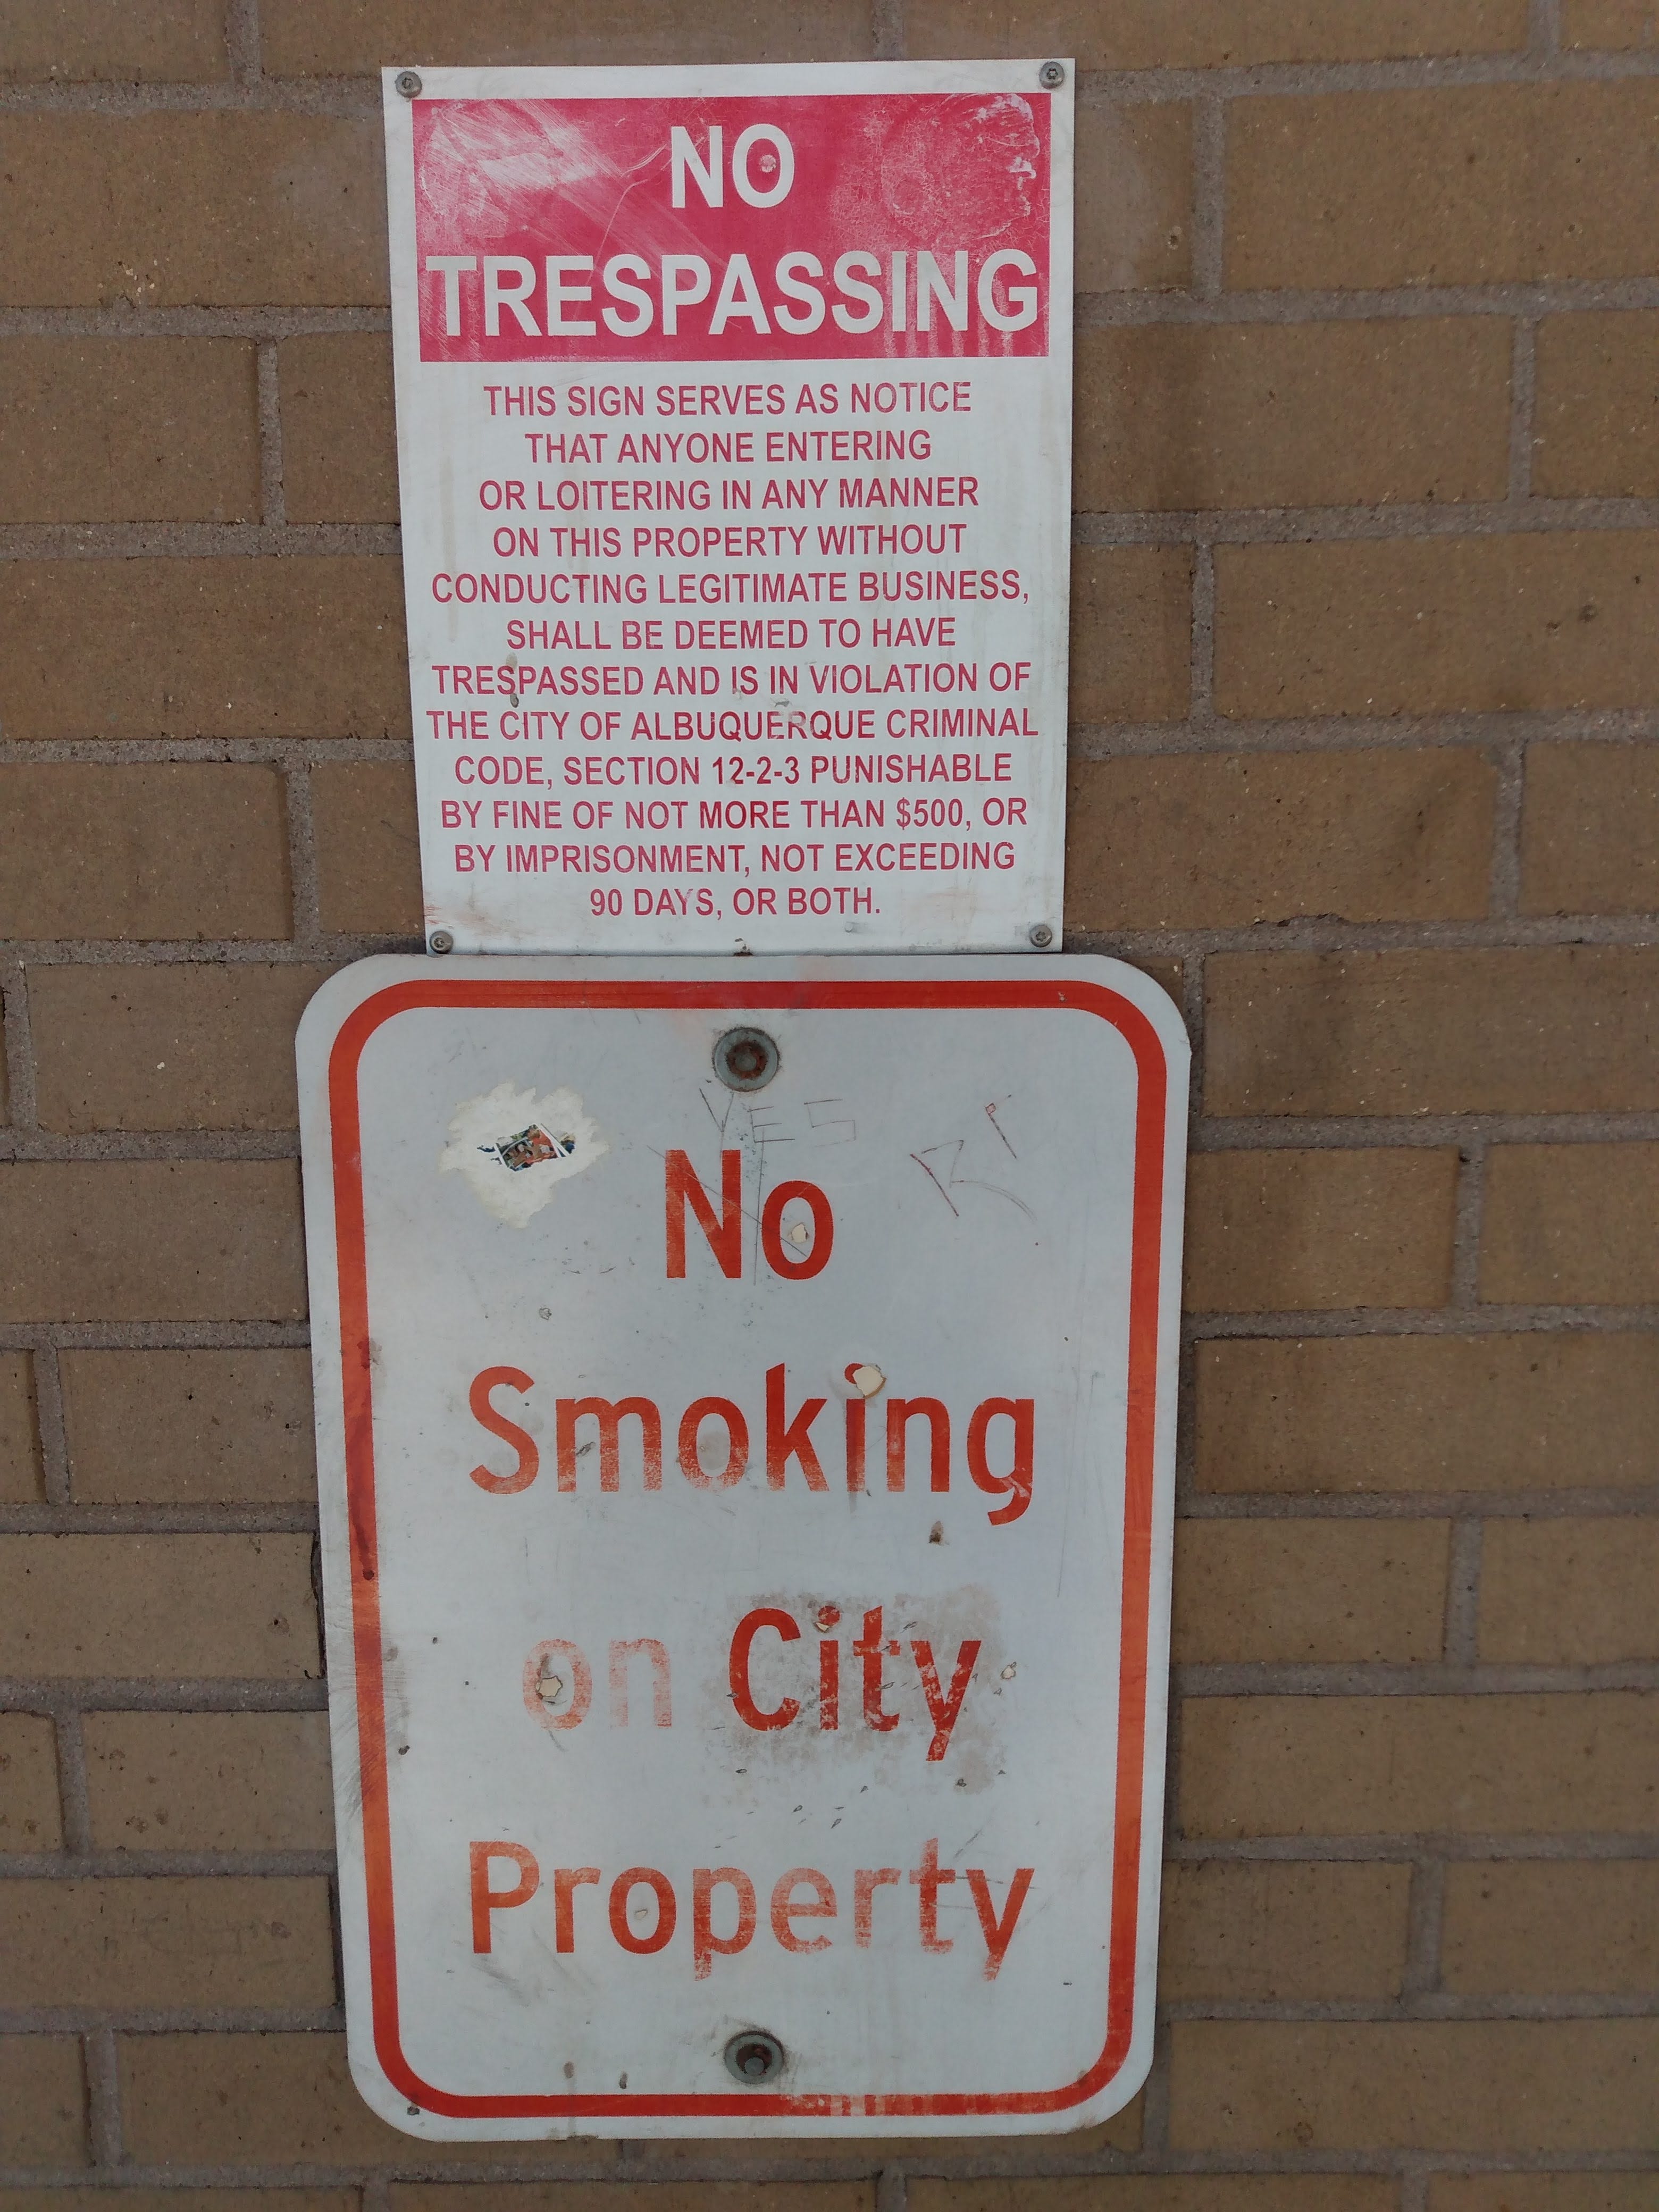 NO
TRESPASSING
THIS SIGN SERVES AS NOTICE
THAT ANYONE ENTERING
OR LOITERING IN ANY MANNER
ON THIS PROPERTY WITHOUT
CONDUCTING LEGITIMATE BUSINESS,
SHALL BE DEEMED TO HAVE
TRESPASSED AND IS IN VIOLATION OF
THE CITY OF ALBUQUERQUE CRIMINAL
CODE, SECTION 12-2-3 PUNISHABLE
BY FINE OF NOT MORE THAN $500, OR
BY IMPRISONMENT, NOT EXCEEDING
90 DAYS, OR BOTH.
YES
No
Smoking
on City
Property